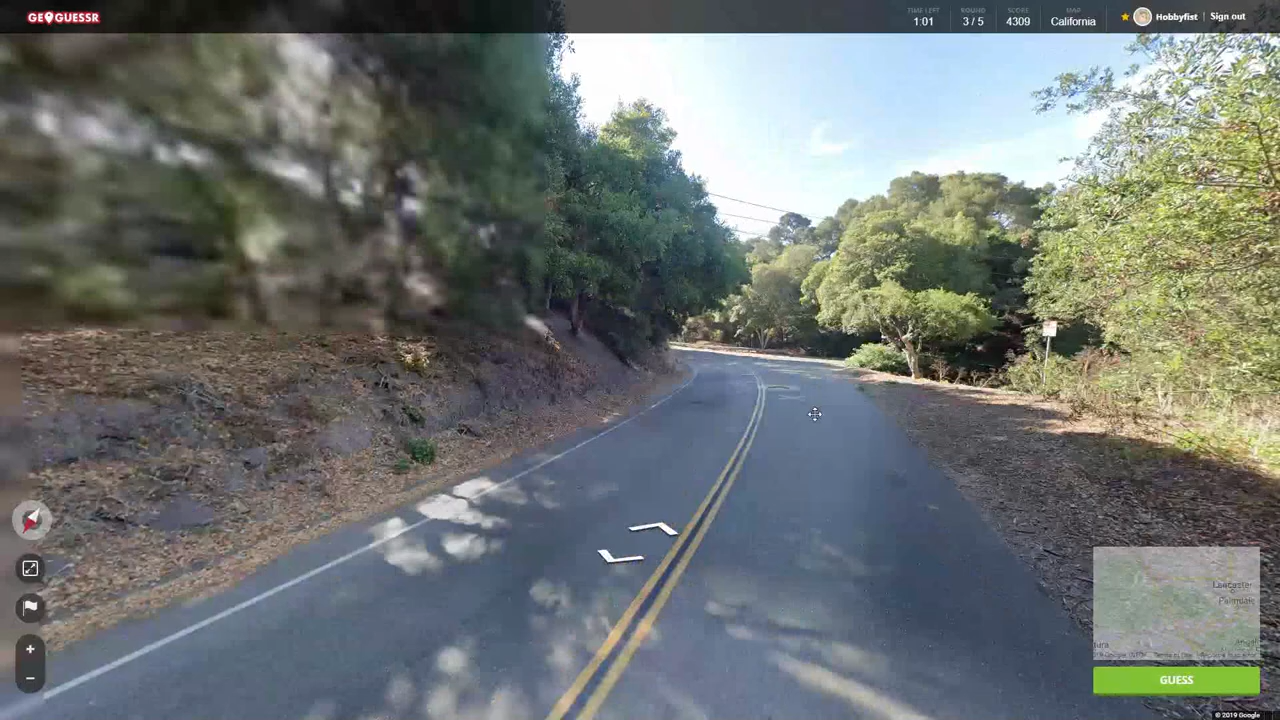 GEOGUESSR
TIME LEFT
1:01
ROUND
3 / 5
SCORE
4309
MAP
California
Hobbyfist
Sign out
Lancaster
Palmdale
GUESS
© 2019 Google